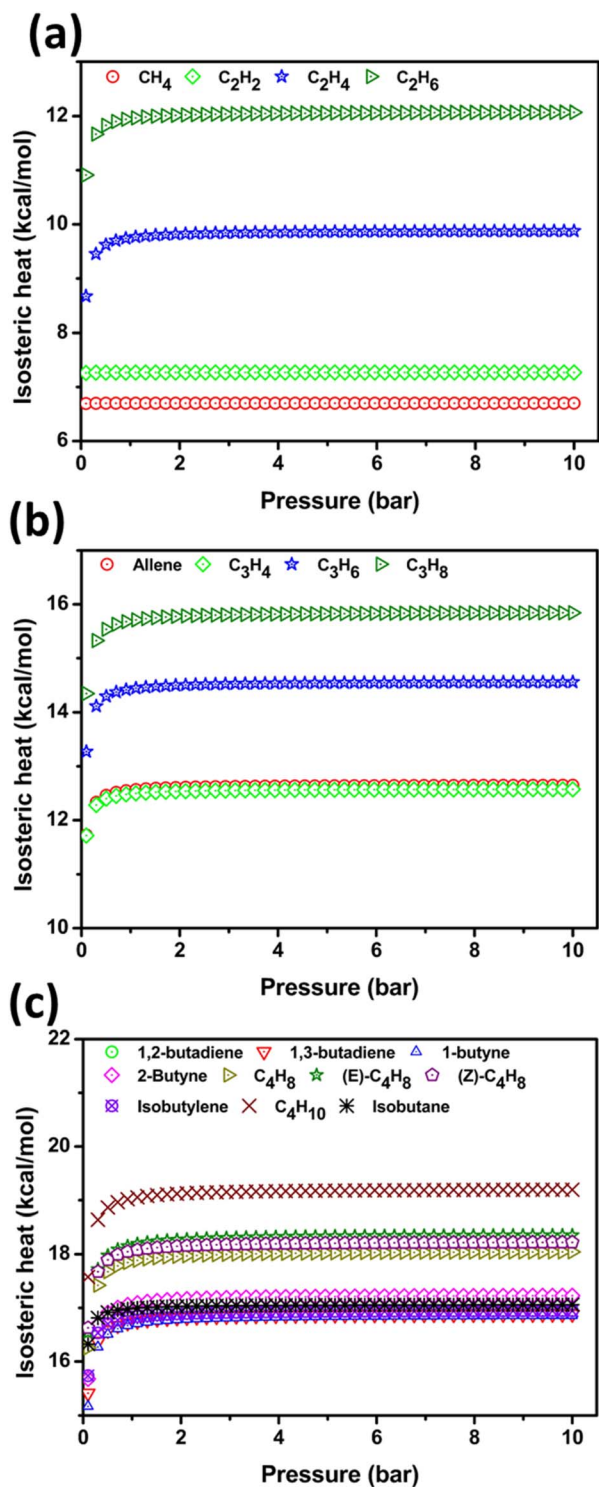 (a)
CH4 C2H2 C2H4 C2H6
12
10
8
6
Isosteric heat (kcal/mol)
0 2 4 6 8 10
Pressure (bar)
(b)
Allene C3H4 C3H6 C3H8
16
14
12
10
Isosteric heat (kcal/mol)
0 2 4 6 8 10
Pressure (bar)
(c)
22
1,2-butadiene 1,3-butadiene 1-butyne
2-Butyne C4H8 (E)-C4H8 (Z)-C4H8
Isobutylene C4H10 Isobutane
20
18
16
Isosteric heat (kcal/mol)
0 2 4 6 8 10
Pressure (bar)